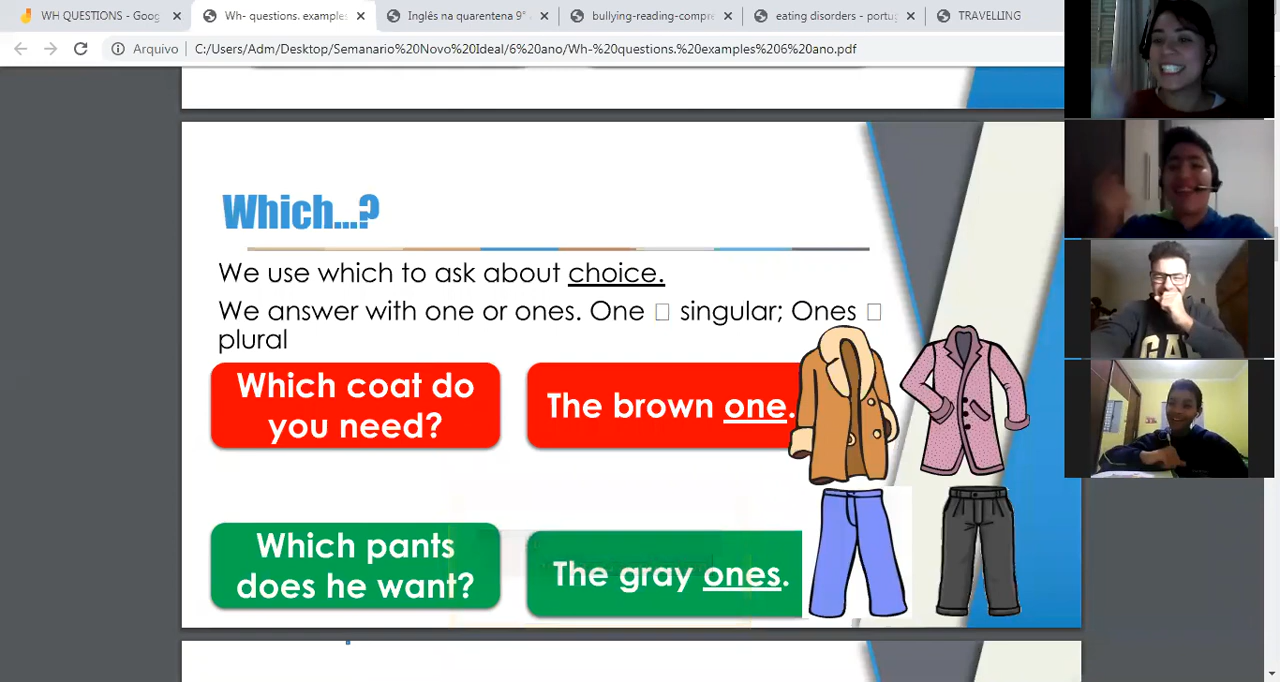 WH QUESTIONS - Goog
Wh- questions. examples
Inglês na quarentena 9°
bullying-reading-compre
eating disorders - portug
TRAVELLING
Arquivo
C:/Users/Adm/Desktop/Semanario%20Novo%20Ideal/6%20ano/Wh-%20questions.%20examples%206%20ano.pdf
Which...?
We use which to ask about choice.
We answer with one or ones. One □ singular; Ones □
plural
Which coat do
you need?
The brown one.
Which pants
does he want?
The gray ones.
GAP